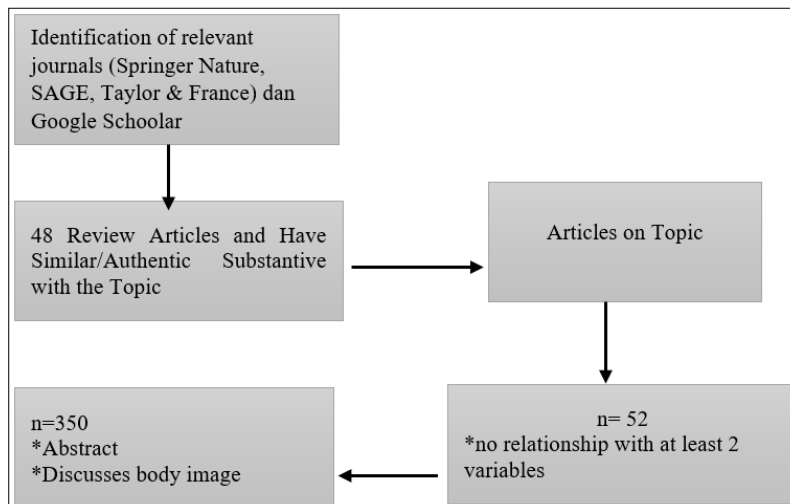 Identification of relevant
journals (Springer Nature,
SAGE, Taylor & France) dan
Google Schoolar
48 Review Articles and Have
Similar/Authentic Substantive
with the Topic
Articles on Topic
n= 52
*no relationship with at least 2
variables
n=350
*Abstract
*Discusses body image